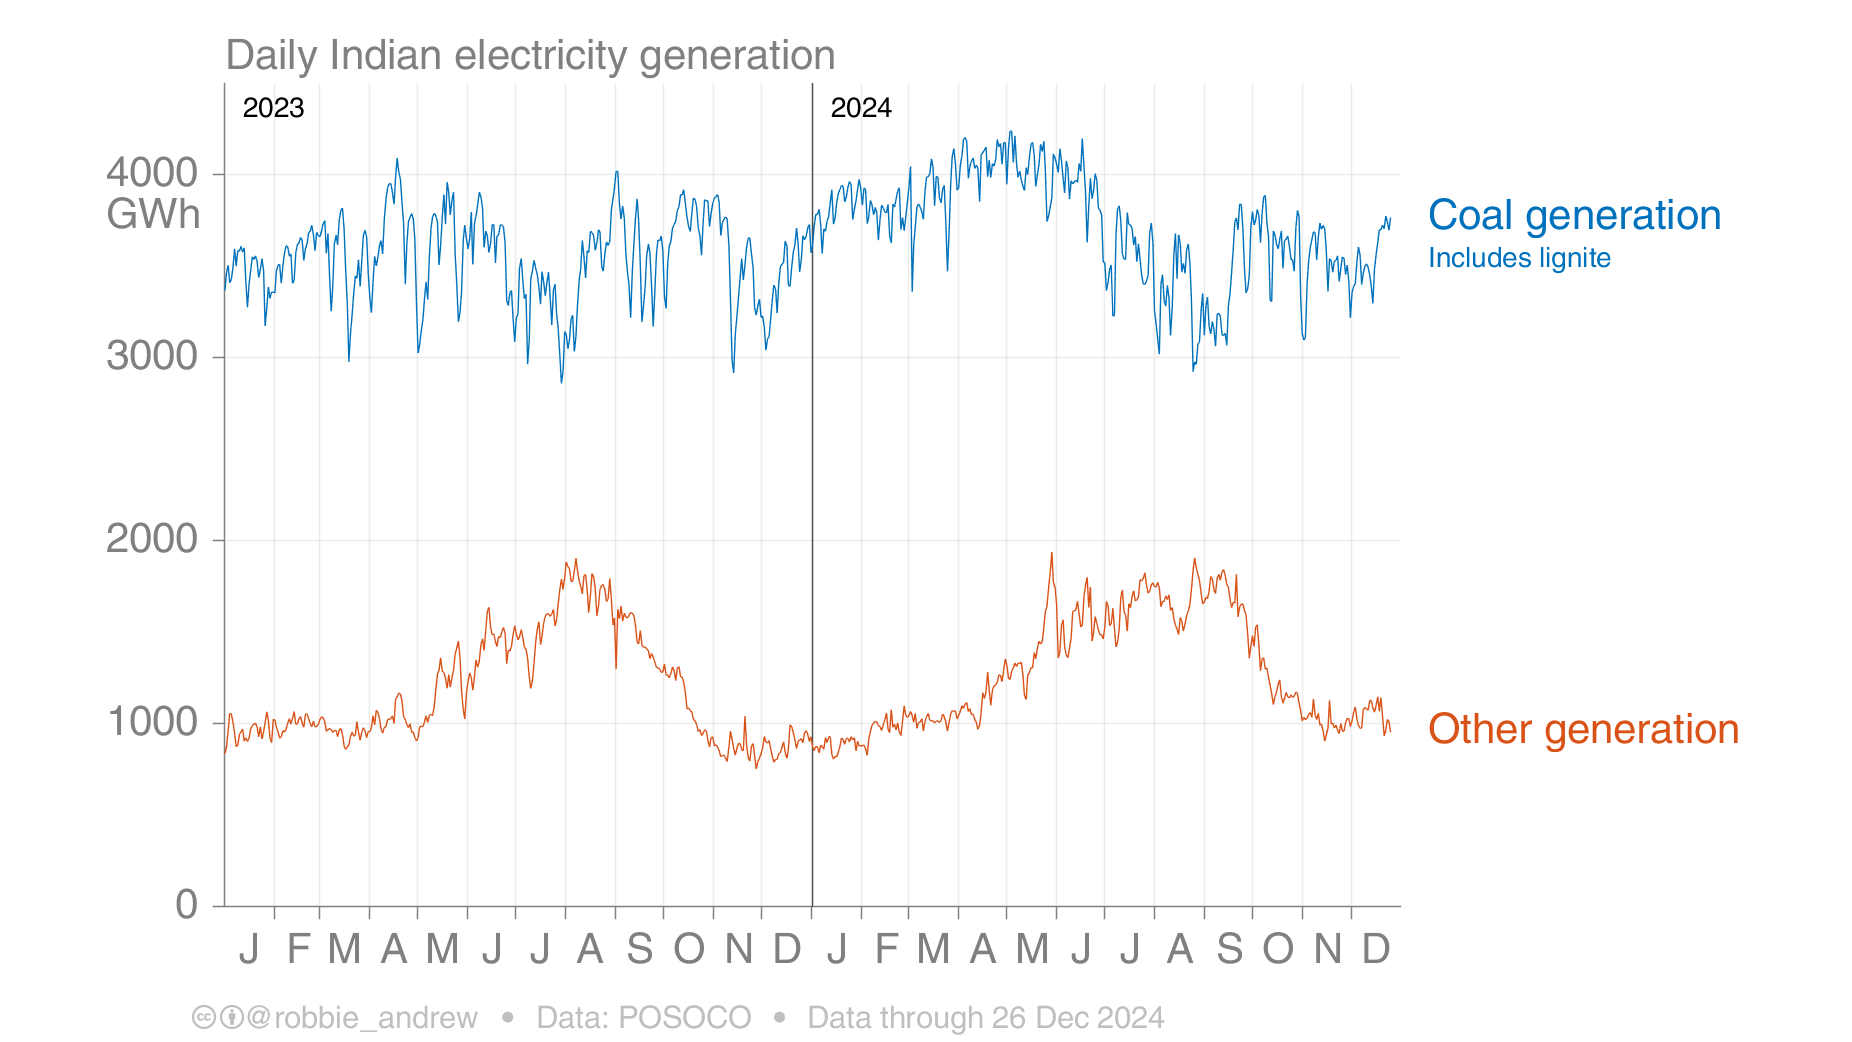 Daily Indian electricity generation
2023
2024
4000
GWh
3000
2000
1000
0
Coal generation
Includes lignite
Other generation
J F M A M J J A S O N D J F M A M J J A S O N D
cc @robbie_andrew • Data: POSOCO • Data through 26 Dec 2024